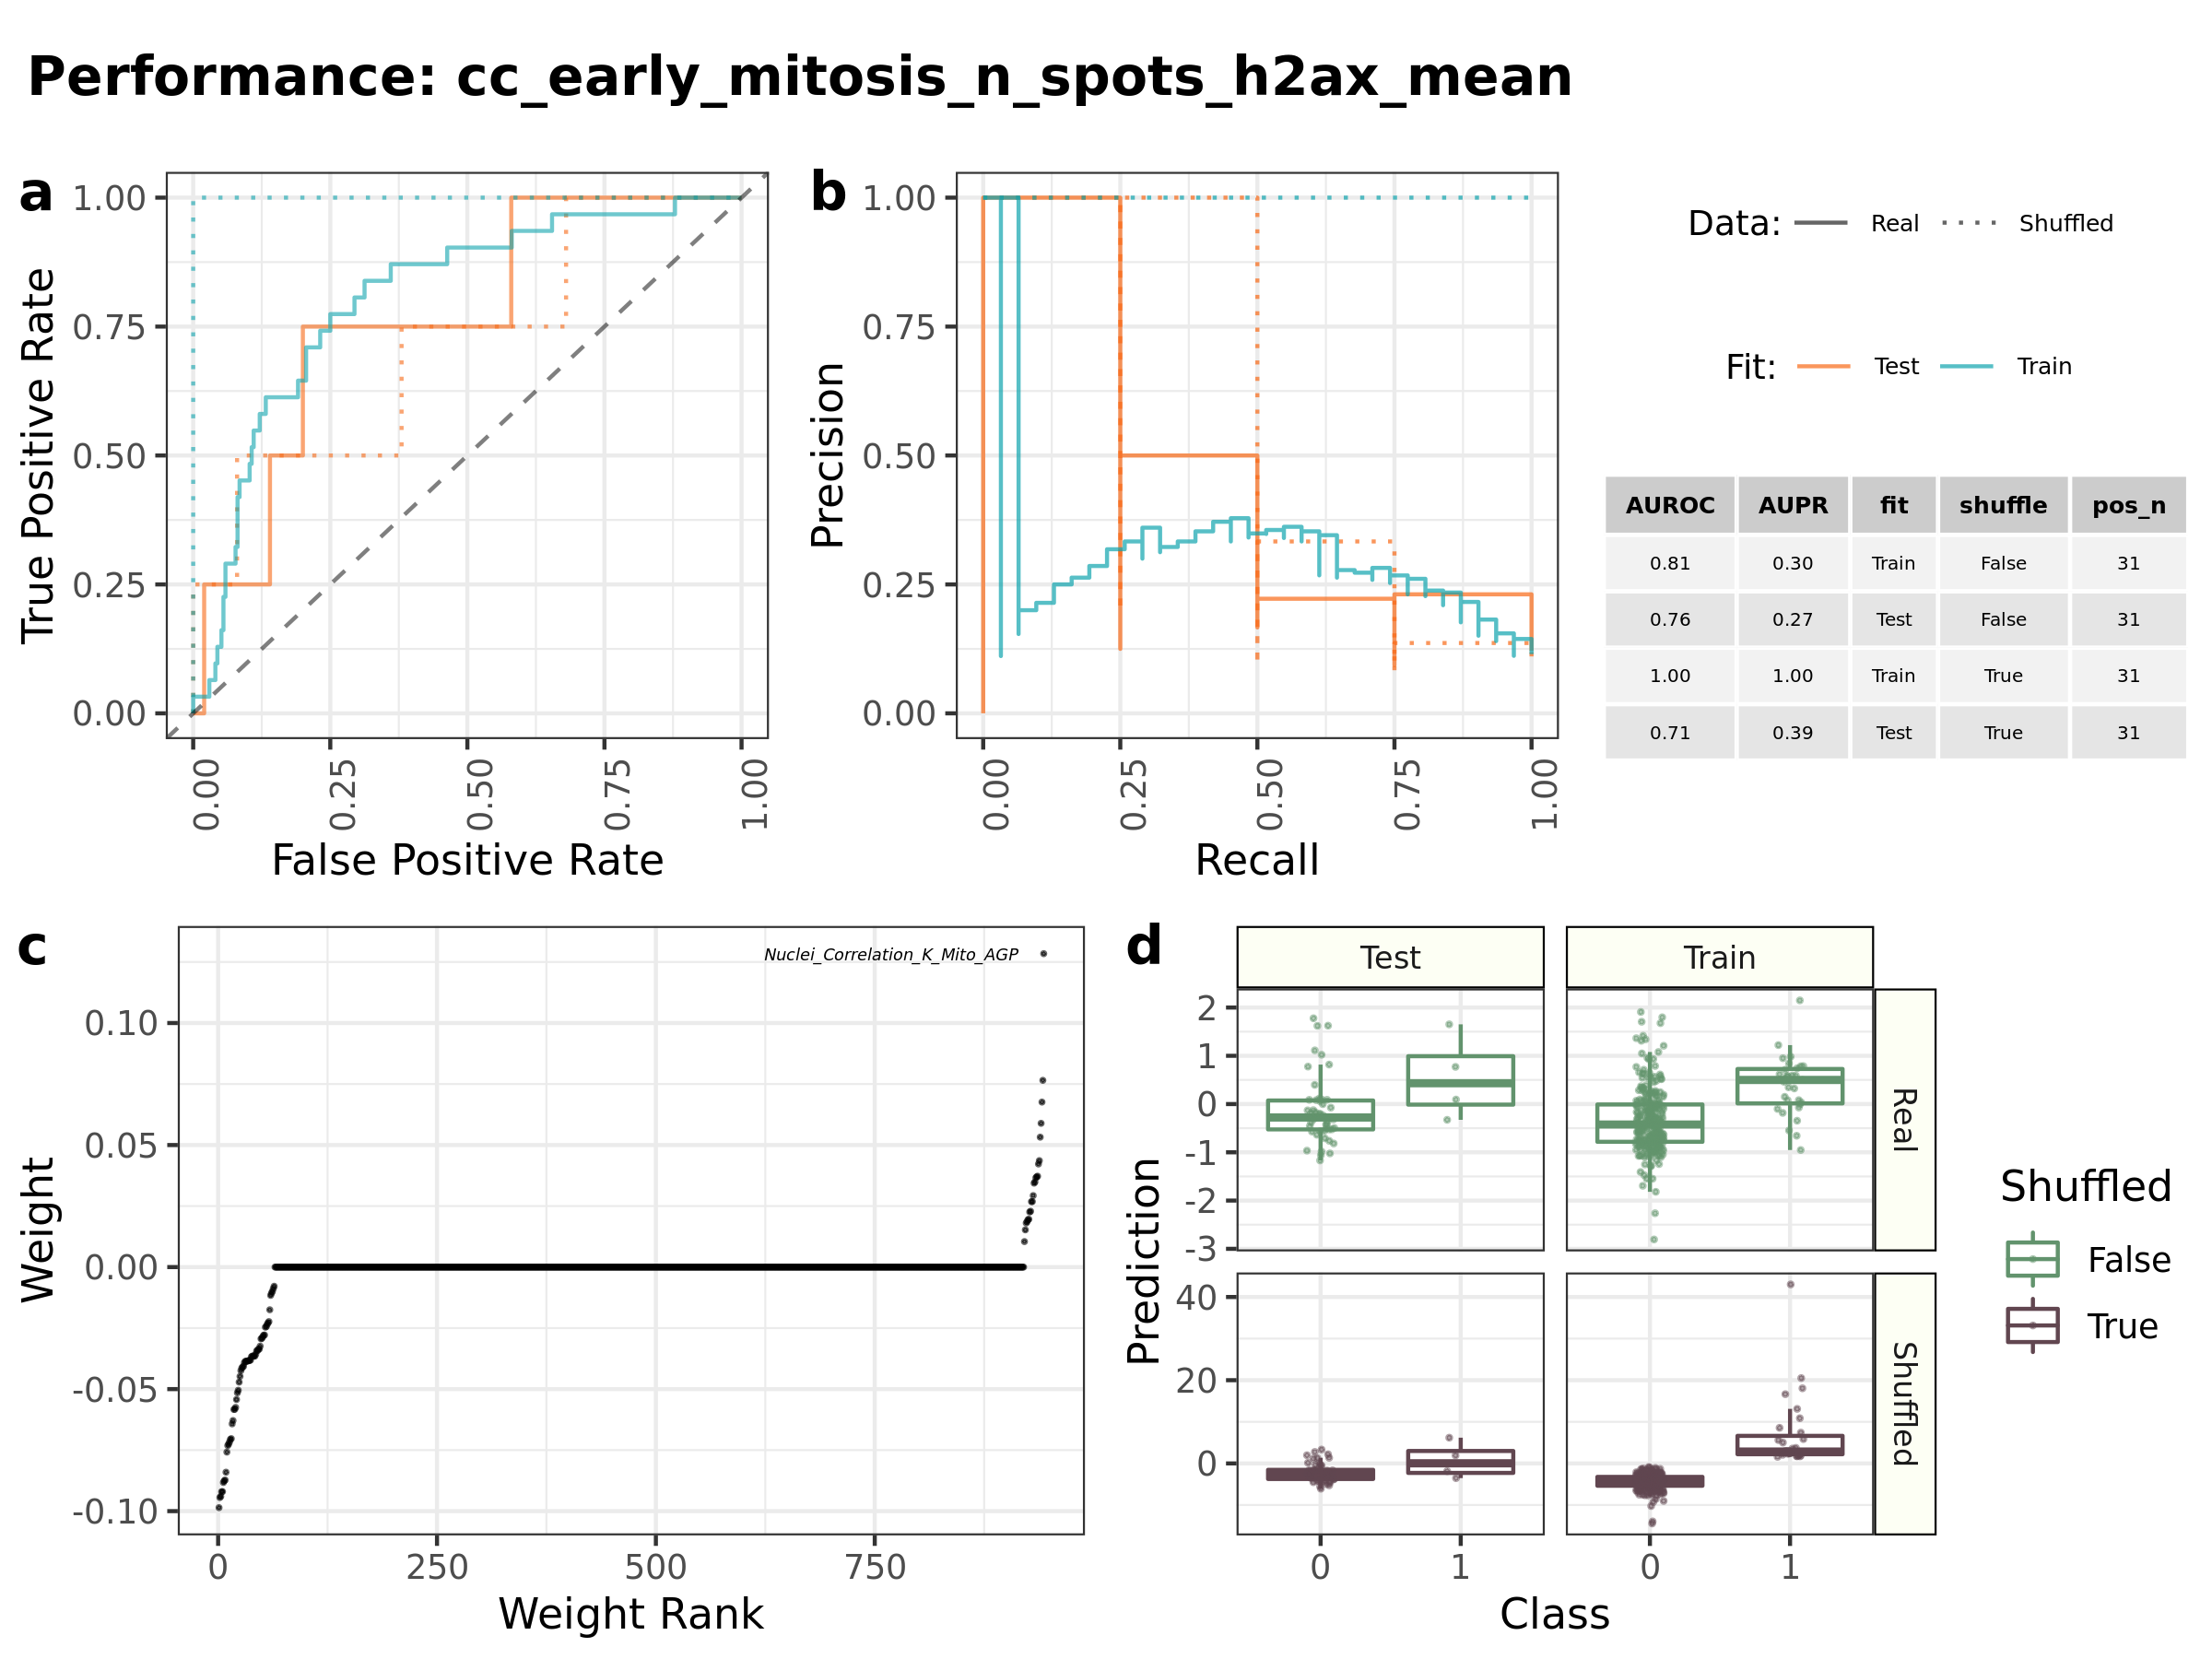 Performance: cc_early_mitosis_n_spots_h2ax_mean
a
True Positive Rate
1.00
0.75
0.50
0.25
0.00
0.00
0.25
0.50
0.75
1.00
False Positive Rate
b
Precision
1.00
0.75
0.50
0.25
0.00
0.00
0.25
0.50
0.75
1.00
Recall
Data: Real Shuffled
Fit: Test Train
AUROC AUPR fit shuffle pos_n
0.81 0.30 Train False 31
0.76 0.27 Test False 31
1.00 1.00 Train True 31
0.71 0.39 Test True 31
c
Weight
0.10
0.05
0.00
-0.05
-0.10
Nuclei_Correlation_K_Mito_AGP
0 250 500 750
Weight Rank
d
Test Train
Prediction
2
1
0
-1
-2
-3
Real
40
20
0
Shuffled
0 1 0 1
Class
Shuffled
False
True